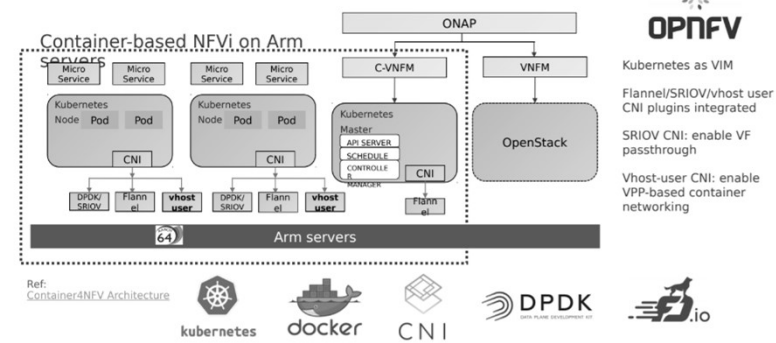 ONAP
OPNFV
Container-based NFVi on Arm
servers
Micro
Service
Micro
Service
Micro
Service
Micro
Service
C-VNFM
VNFM
Kubernetes as VIM
Flannel/SRIOV/vhost user
CNI plugins integrated
SRIOV CNI: enable VF
passthrough
Vhost-user CNI: enable
VPP-based container
networking
Kubernetes
Node
Pod
Pod
CNI
Kubernetes
Node
Pod
Pod
CNI
Kubernetes
Master
API SERVER
SCHEDULE
CONTROLLE
R
MANAGER
CNI
OpenStack
DPDK/
SRIOV
Flann
el
vhost
user
DPDK/
SRIOV
Flann
el
vhost
user
Flann
el
64
Arm servers
Ref:
Container4NFV Architecture
kubernetes
docker
CNI
DPDK
DATA PLANE DEVELOPMENT KIT
.io